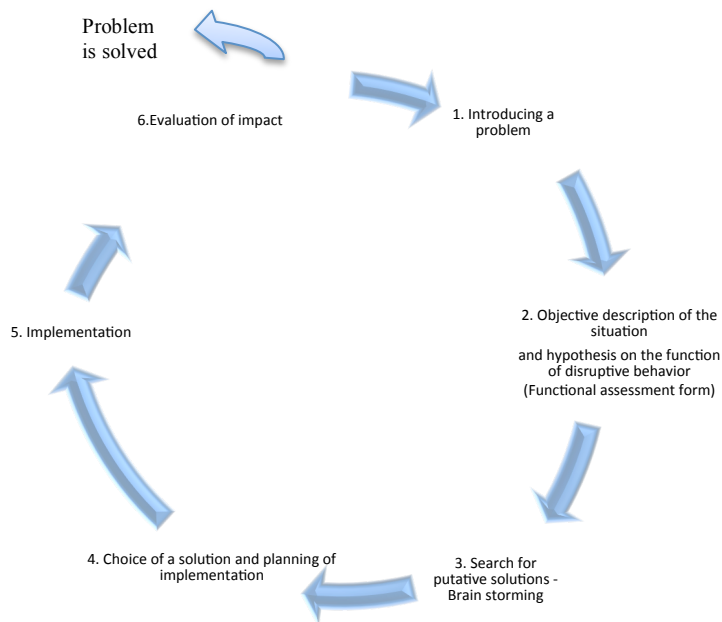 Problem
is solved
6.Evaluation of impact
1. Introducing a
problem
2. Objective description of the
situation
and hypothesis on the function
of disruptive behavior
(Functional assessment form)
3. Search for
putative solutions -
Brain storming
4. Choice of a solution and planning of
implementation
5. Implementation